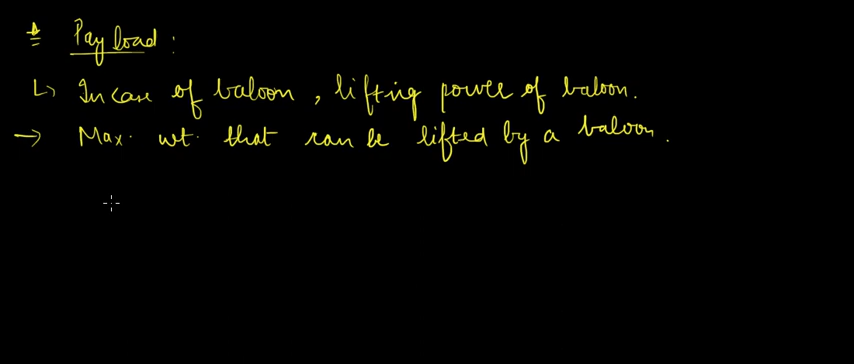 * Payload :
↳ In case of baloon , lifting power of baloon.
→ Max. wt. that can be lifted by a baloon.